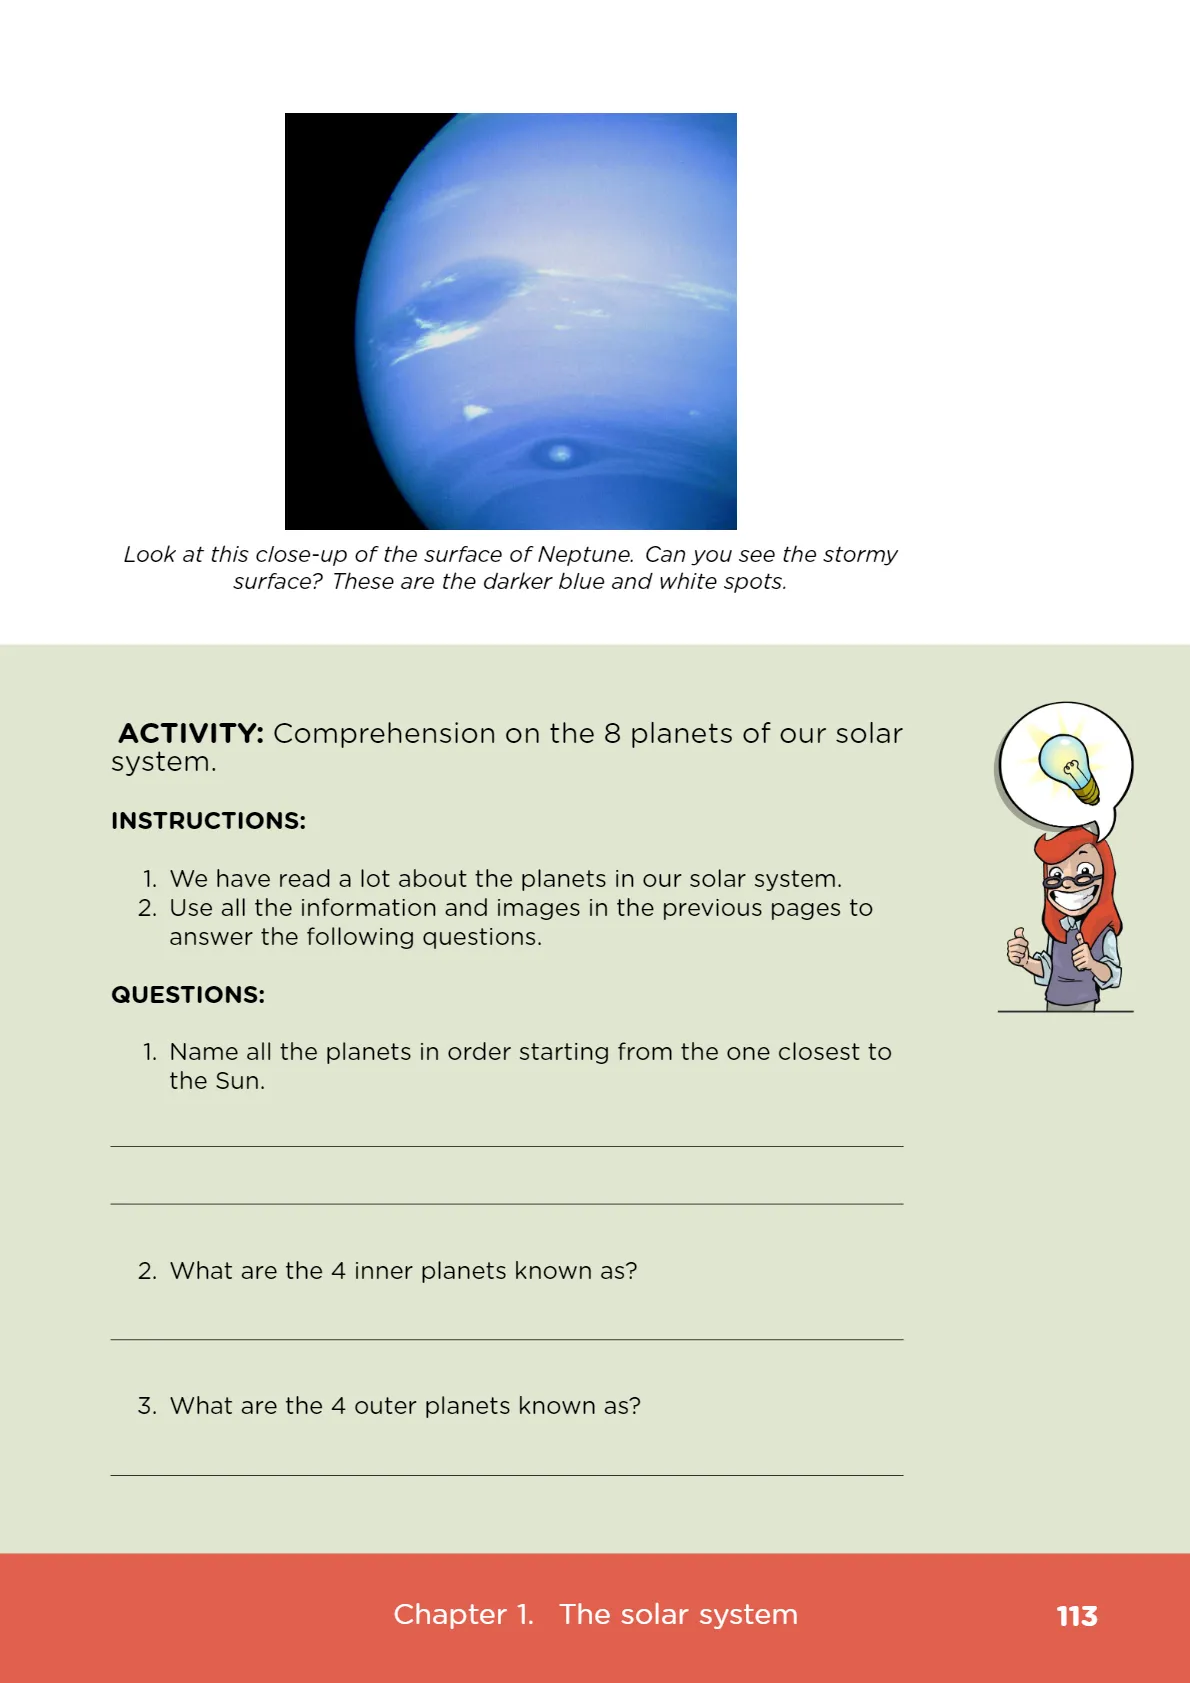 Look at this close-up of the surface of Neptune. Can you see the stormy
surface? These are the darker blue and white spots.
ACTIVITY: Comprehension on the 8 planets of our solar
system.
INSTRUCTIONS:
1. We have read a lot about the planets in our solar system.
2. Use all the information and images in the previous pages to
answer the following questions.
QUESTIONS:
1. Name all the planets in order starting from the one closest to
the Sun.
2. What are the 4 inner planets known as?
3. What are the 4 outer planets known as?
Chapter 1. The solar system 113